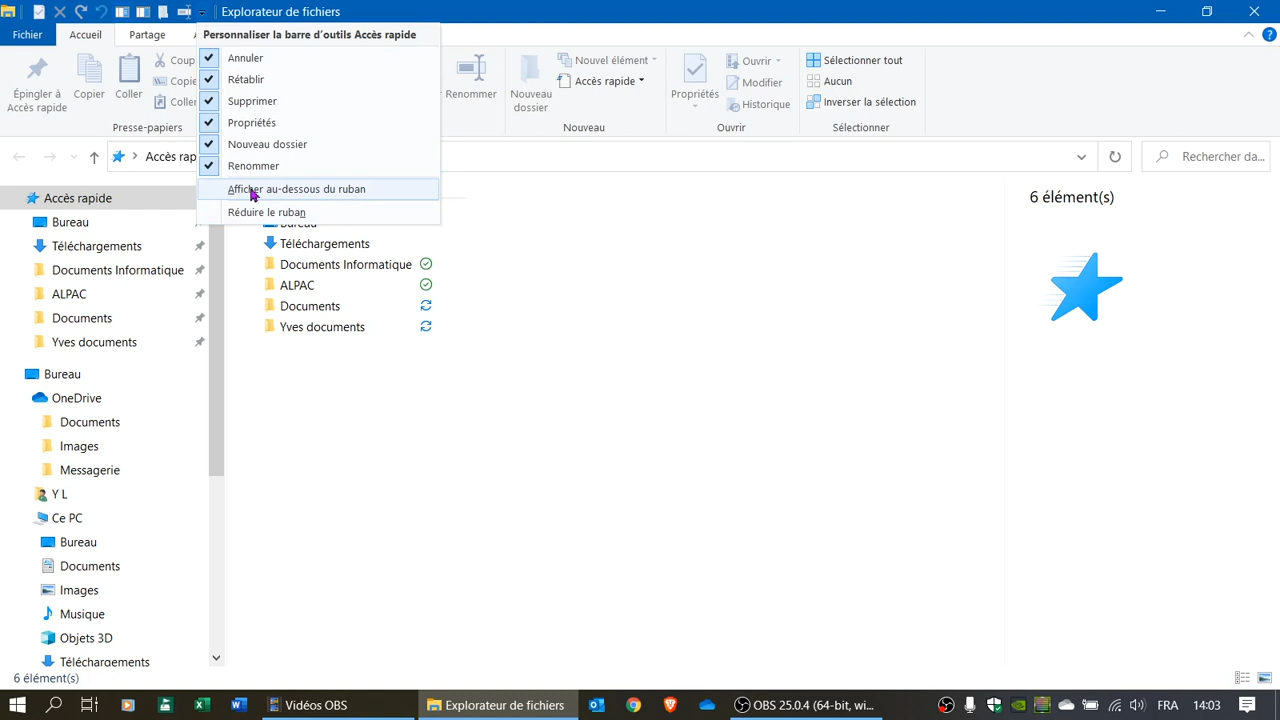 Explorateur de fichiers
Fichier
Accueil
Partage
Personnaliser la barre d'outils Accès rapide
Annuler
Rétablir
Supprimer
Propriétés
Nouveau dossier
Renommer
Afficher au-dessous du ruban
Réduire le ruban
Épingler à
Accès rapide
Copier
Coller
Coup
Copie
Coller
Presse-papiers
Renommer
Nouveau
dossier
Nouvel élément
Accès rapide
Nouveau
Propriétés
Ouvrir
Modifier
Historique
Ouvrir
Sélectionner tout
Aucun
Inverser la sélection
Sélectionner
Accès rap
Rechercher da...
Accès rapide
Bureau
Téléchargements
Documents Informatique
ALPAC
Documents
Yves documents
Bureau
OneDrive
Documents
Images
Messagerie
Y L
Ce PC
Bureau
Documents
Images
Musique
Objets 3D
Téléchargements
Bureau
Téléchargements
Documents Informatique
ALPAC
Documents
Yves documents
6 élément(s)
6 élément(s)
Vidéos OBS
Explorateur de fichiers
OBS 25.0.4 (64-bit, wi...
FRA
14:03